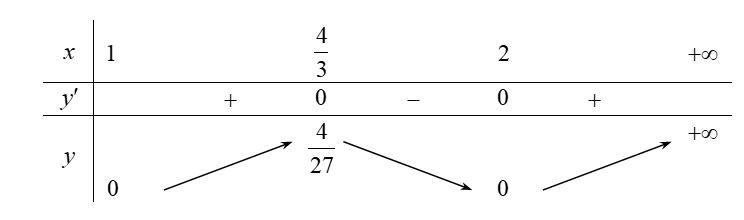 x 1 4/3 2 +∞
y′ + 0 − 0 +
y 0 4/27 0 +∞